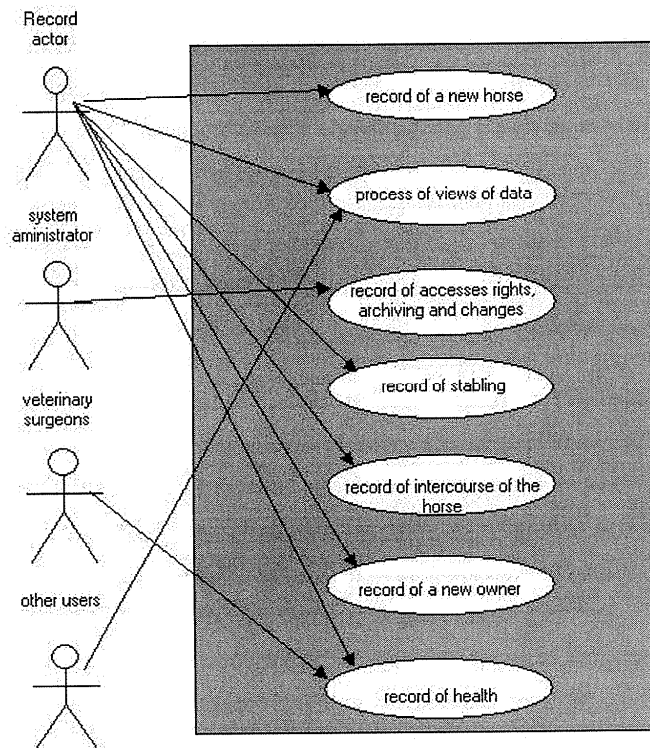 Record
actor
record of a new horse
process of views of data
system
aministrator
record of accesses rights,
archiving and changes
record of stabling
veterinary
surgeons
record of intercourse of the
horse
record of a new owner
other users
record of health